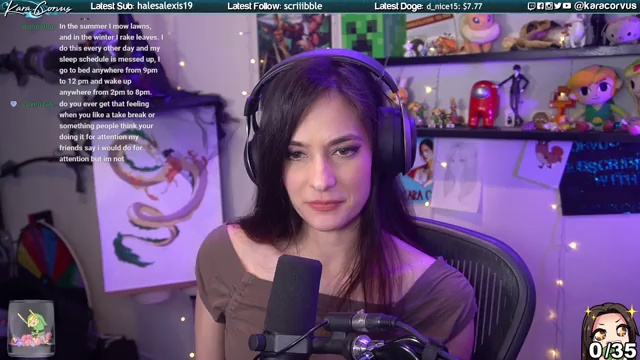 Kara Corvus
Latest Sub: halesalexis19
Latest Follow: scriiibble
Latest Doge: d_nice15: $7.77
@karacorvus
In the summer I mow lawns,
and in the winter I rake leaves. I
do this every other day and my
sleep schedule is messed up, I
go to bed anywhere from 9pm
to 12 pm and wake up
anywhere from 2pm to 8pm.
do you ever get that feeling
when you like a take break or
something people think your
doing it for attention my
friends say i would do for
attention but im not
SUBSCRIBE
WITH
0/35